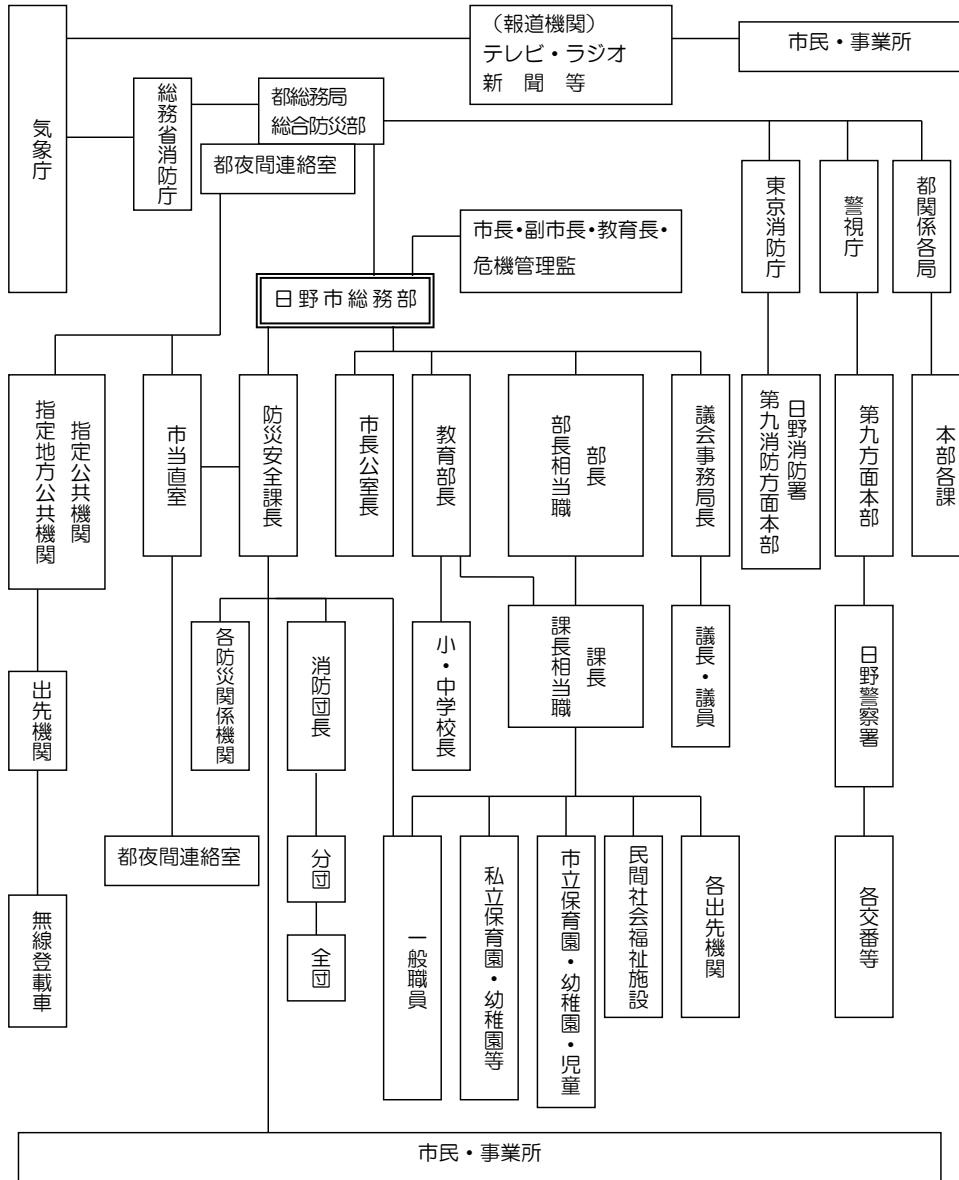 気象庁
（報道機関）
テレビ・ラジオ
新　聞　等
市民・事業所
総務省消防庁
都総務局
総合防災部
都夜間連絡室
東京消防庁
警視庁
都関係各局
市長・副市長・教育長・
危機管理監
日野市総務部
指定公共機関
指定地方公共機関
市当直室
防災安全課長
市長公室長
教育部長
部長
部長相当職
議会事務局長
日野消防署
第九消防方面本部
第九方面本部
本部各課
各防災関係機関
消防団長
小・中学校長
課長
課長相当職
議長・議員
日野警察署
出先機関
都夜間連絡室
分団
全団
一般職員
私立保育園・幼稚園等
市立保育園・幼稚園・児童
民間社会福祉施設
各出先機関
各交番等
無線登載車
市民・事業所